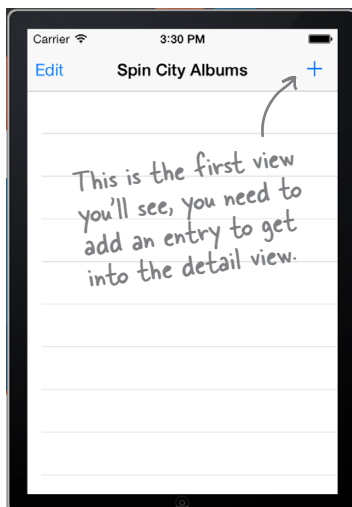 Carrier 3:30 PM
Edit Spin City Albums +
This is the first view
you'll see, you need to
add an entry to get
into the detail view.